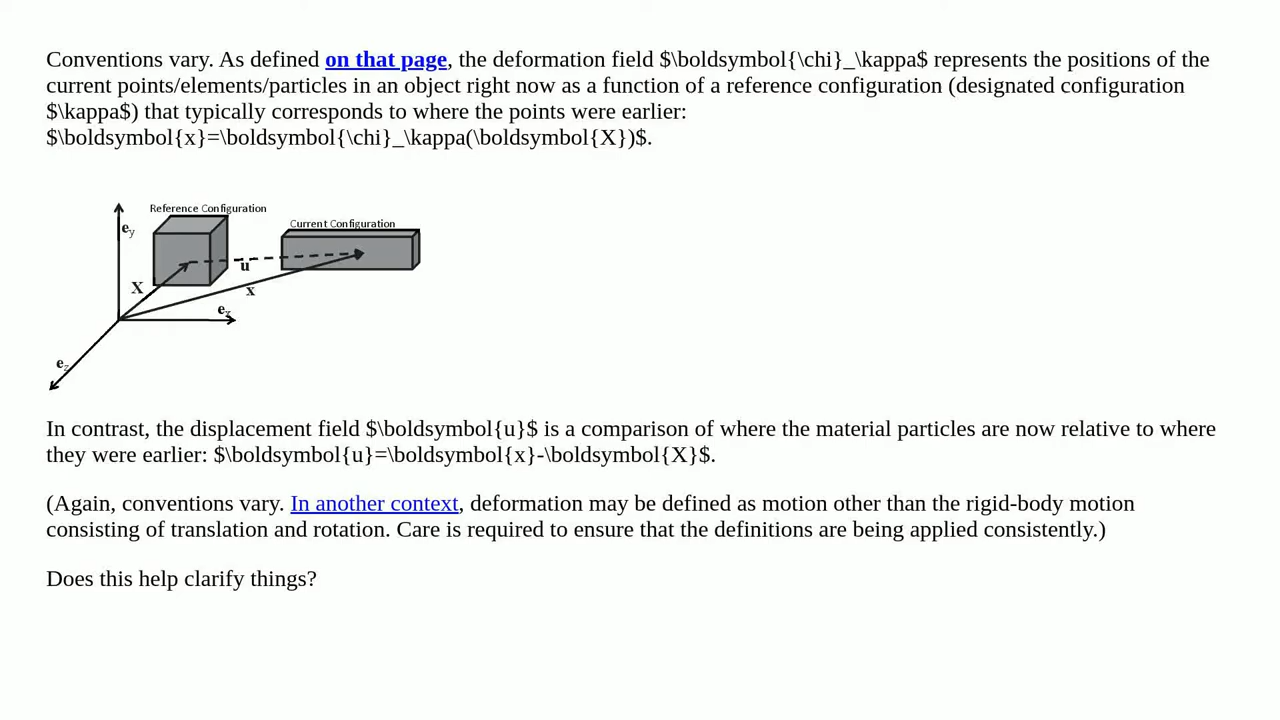 Conventions vary. As defined on that page, the deformation field $\boldsymbol{\chi}_\kappa$ represents the positions of the
current points/elements/particles in an object right now as a function of a reference configuration (designated configuration
$\kappa$) that typically corresponds to where the points were earlier:
$\boldsymbol{x}=\boldsymbol{\chi}_\kappa(\boldsymbol{X})$.
Reference Configuration
Current Configuration
e_y
u
X
x
e_x
e_z
In contrast, the displacement field $\boldsymbol{u}$ is a comparison of where the material particles are now relative to where
they were earlier: $\boldsymbol{u}=\boldsymbol{x}-\boldsymbol{X}$.
(Again, conventions vary. In another context, deformation may be defined as motion other than the rigid-body motion
consisting of translation and rotation. Care is required to ensure that the definitions are being applied consistently.)
Does this help clarify things?